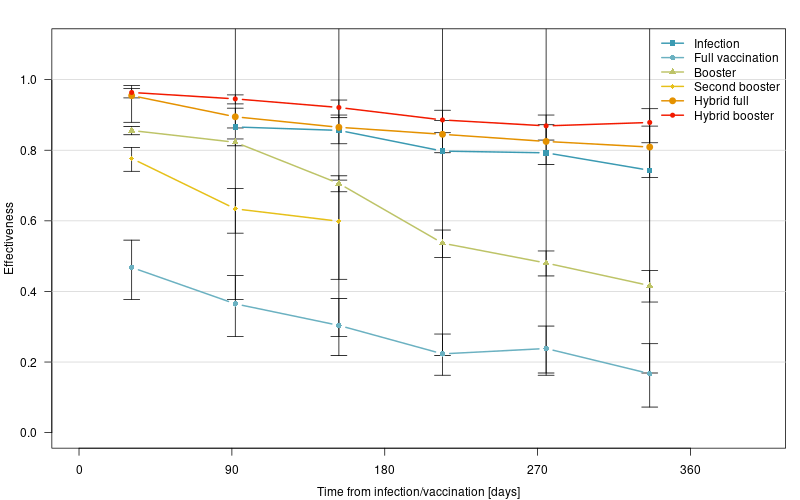 Infection
Full vaccination
Booster
Second booster
Hybrid full
Hybrid booster
1.0
0.8
0.6
0.4
0.2
0.0
Effectiveness
0 90 180 270 360
Time from infection/vaccination [days]